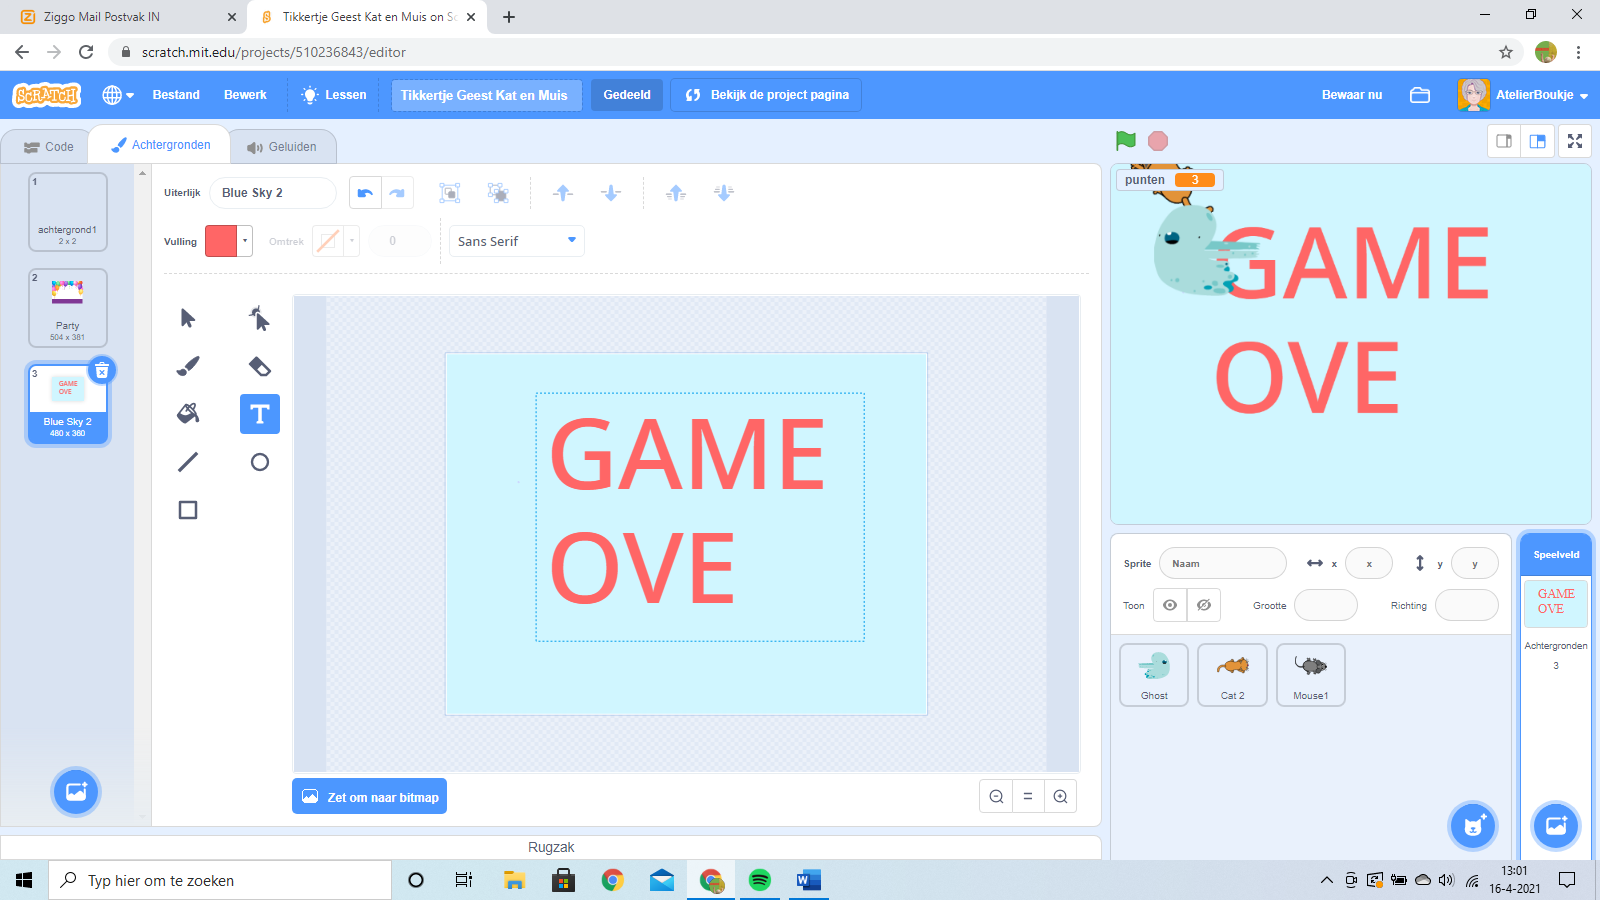 Ziggo Mail Postvak IN
Tikkertje Geest Kat en Muis on Sc
scratch.mit.edu/projects/510236843/editor
SCRATCH
Bestand
Bewerk
Lessen
Tikkertje Geest Kat en Muis
Gedeeld
Bekijk de project pagina
Bewaar nu
AtelierBoukje
Code
Achtergronden
Geluiden
1
achtergrond1
2 x 2
2
Party
504 x 381
3
GAME
OVE
Blue Sky 2
480 x 360
Uiterlijk
Blue Sky 2
Vulling
Omtrek
0
Sans Serif
T
GAME
OVE
Zet om naar bitmap
Rugzak
punten 3
GAME
OVE
Sprite
Naam
x
x
y
y
Toon
Grootte
Richting
Ghost
Cat 2
Mouse1
Speelveld
GAME
OVE
Achtergronden
3
Typ hier om te zoeken
13:01
16-4-2021